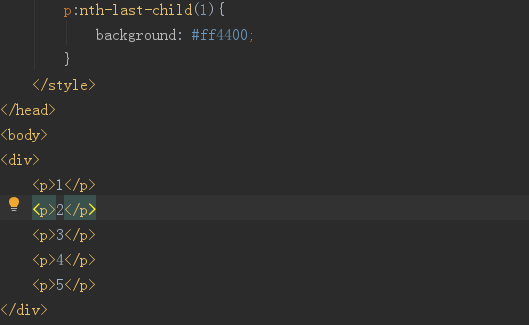 p:nth-last-child(1){
background: #ff4400;
}
</style>
</head>
<body>
<div>
<p>1</p>
<p>2</p>
<p>3</p>
<p>4</p>
<p>5</p>
</div>